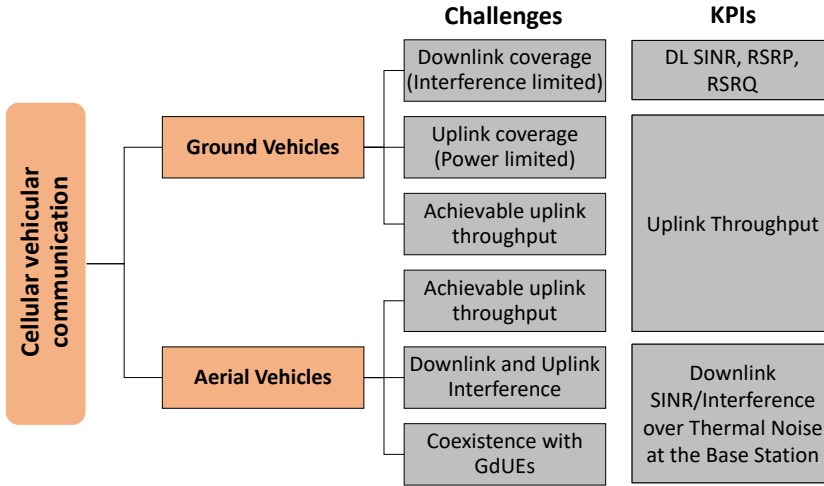 Challenges
KPIs
Cellular vehicular
communication
Ground Vehicles
Downlink coverage
(Interference limited)
Uplink coverage
(Power limited)
Achievable uplink
throughput
Aerial Vehicles
Achievable uplink
throughput
Downlink and Uplink
Interference
Coexistence with
GdUEs
DL SINR, RSRP,
RSRQ
Uplink Throughput
Downlink
SINR/Interference
over Thermal Noise
at the Base Station